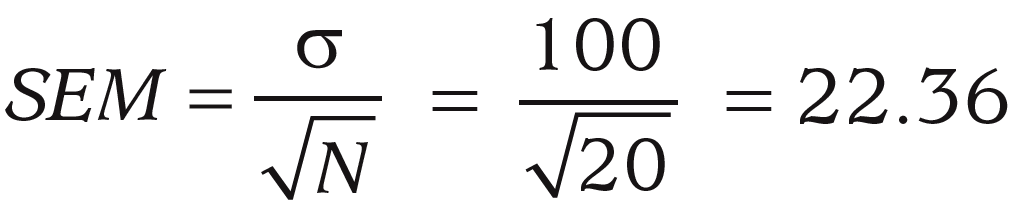 SEM = σ / √N = 100 / √20 = 22.36